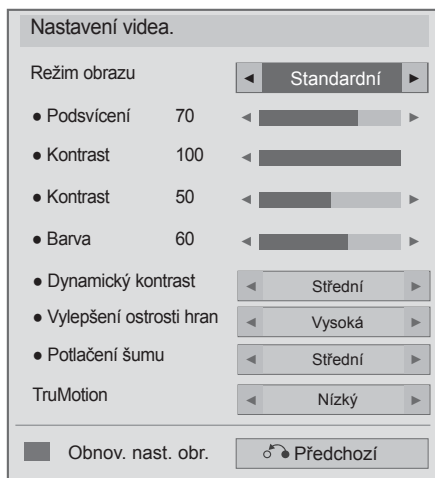 Nastavení videa.
Režim obrazu ◄ Standardní ►
● Podsvícení 70 ◄ ►
● Kontrast 100 ◄
● Kontrast 50 ◄ ►
● Barva 60 ◄ ►
● Dynamický kontrast ◄ Střední ►
● Vylepšení ostrosti hran ◄ Vysoká ►
● Potlačení šumu ◄ Střední ►
TruMotion ◄ Nízký ►
Obnov. nast. obr. Předchozí